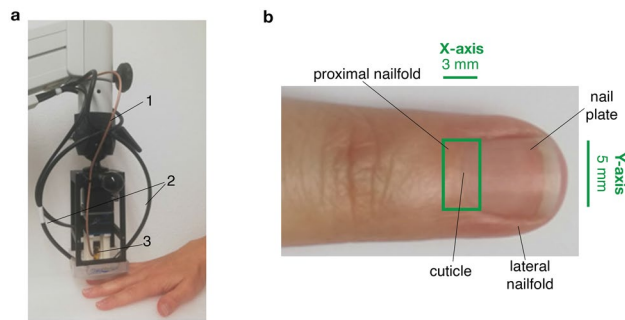 a
1
2
3
b
X-axis
3 mm
proximal nailfold
nail
plate
Y-axis
5 mm
cuticle
lateral
nailfold